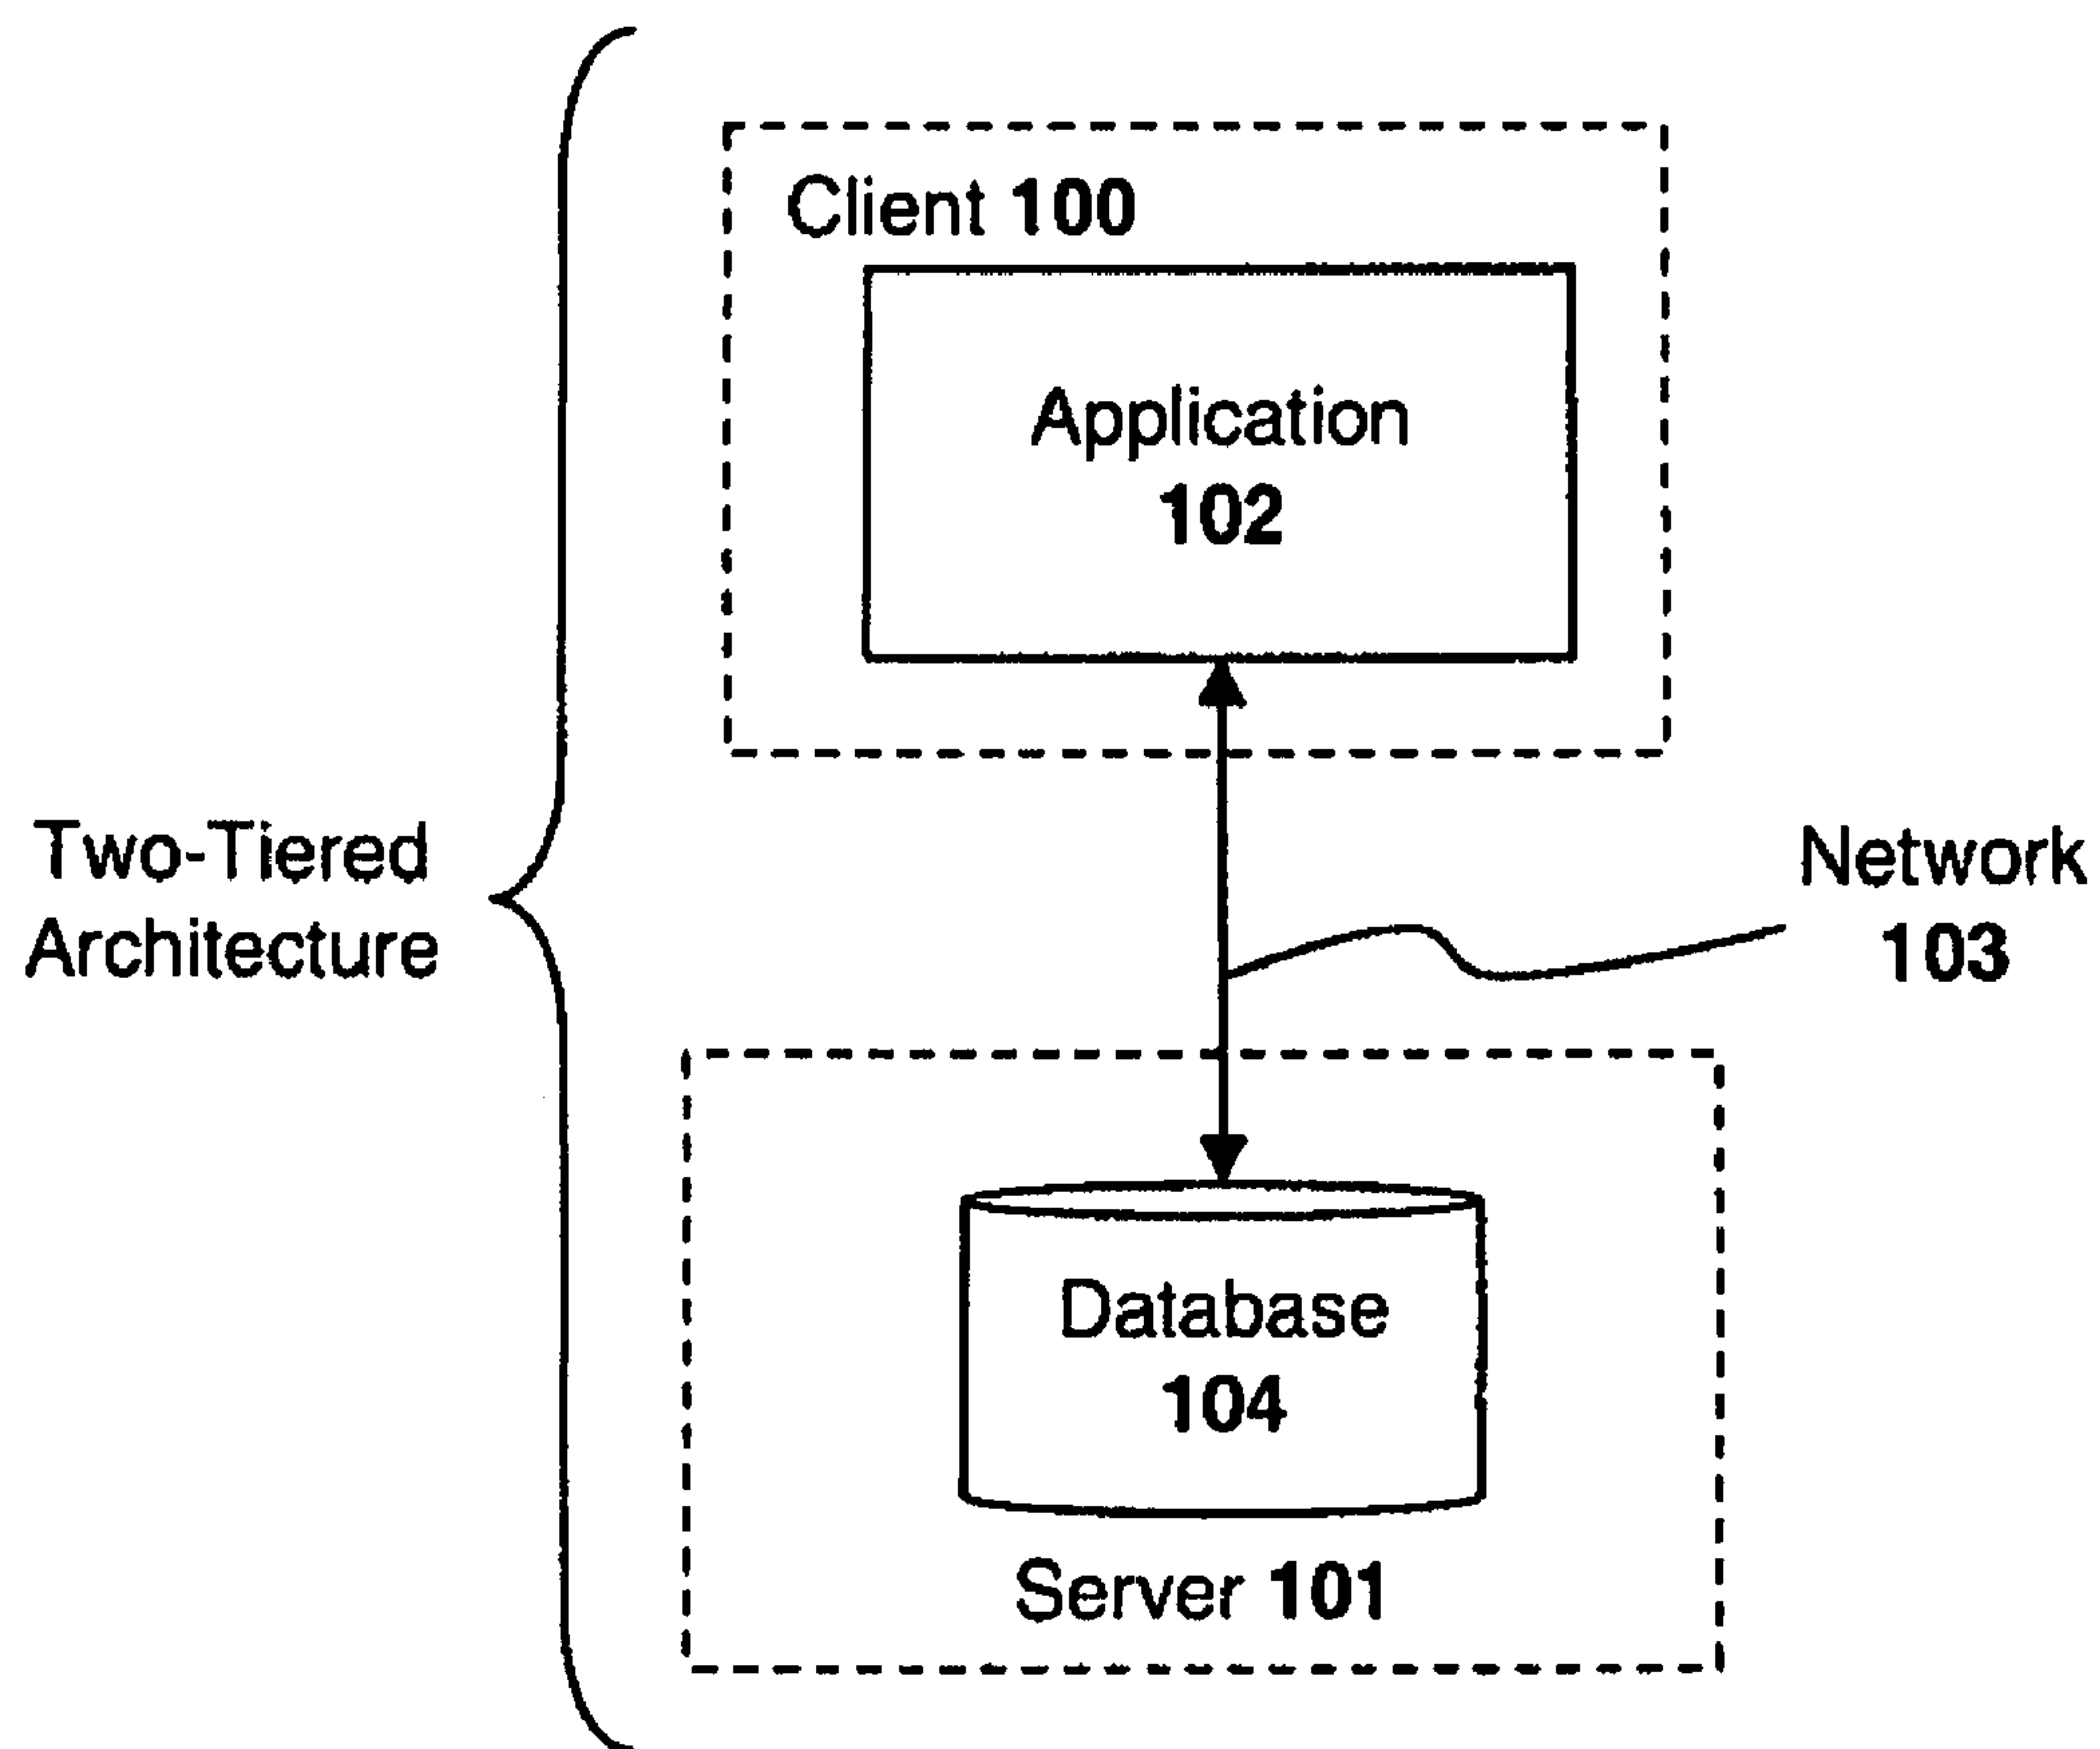 Client 100
Application
102
Two-Tiered
Architecture
Network
103
Database
104
Server 101